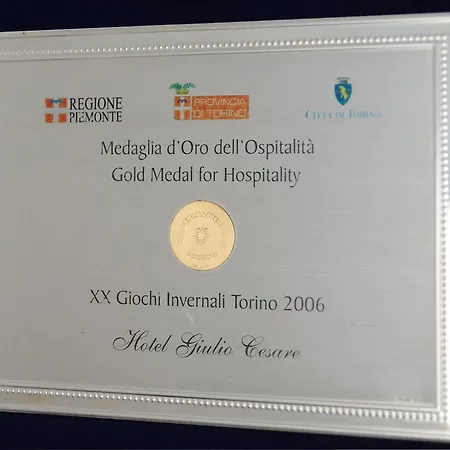 REGIONE
PIEMONTE
PROVINCIA
DI TORINO
CITTÀ DI TORINO
Medaglia d'Oro dell'Ospitalità
Gold Medal for Hospitality
XX Giochi Invernali Torino 2006
Hotel Giulio Cesare